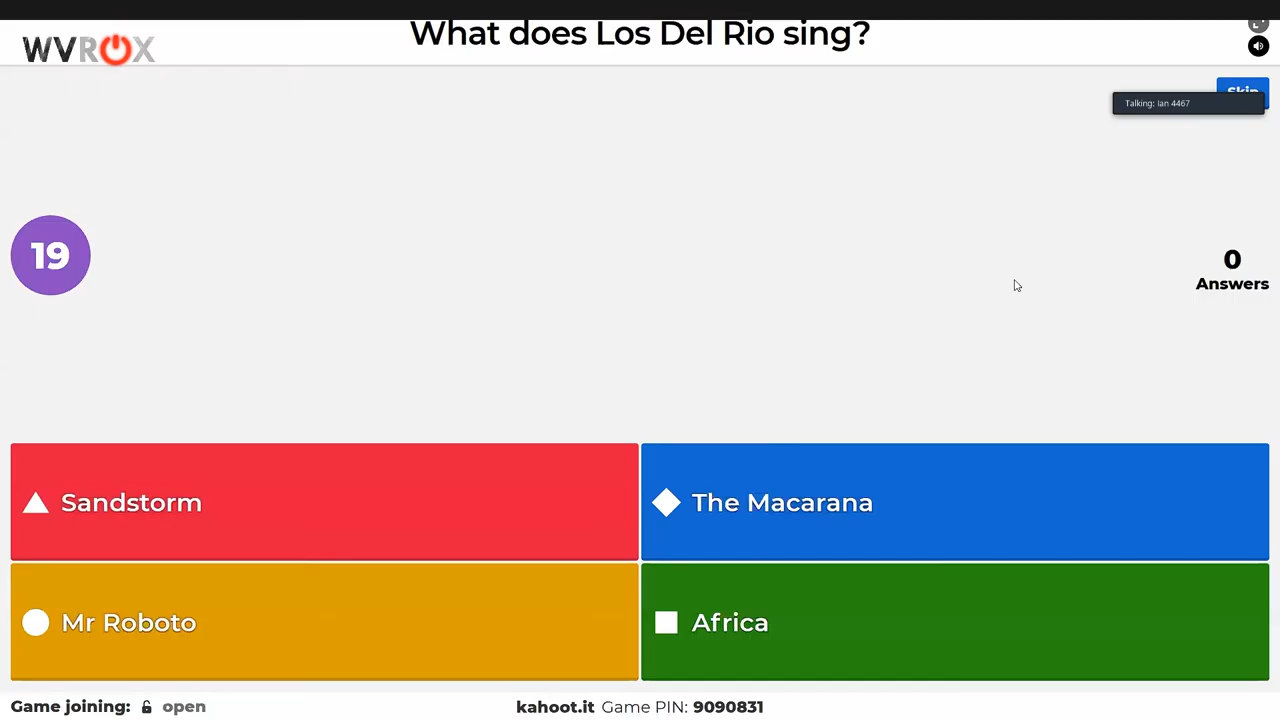 What does Los Del Rio sing?
WVROX
Talking: Ian 4467
19
0
Answers
Sandstorm
The Macarana
Mr Roboto
Africa
Game joining: open
kahoot.it Game PIN: 9090831